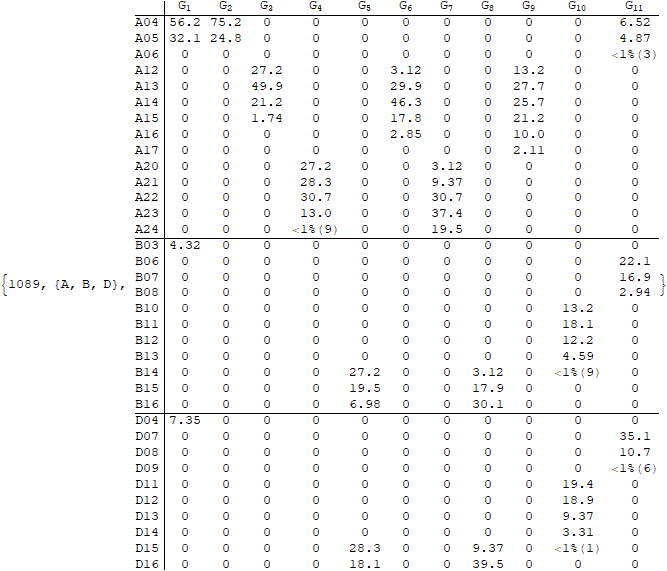 G1 G2 G3 G4 G5 G6 G7 G8 G9 G10 G11
A04 56.2 75.2 0 0 0 0 0 0 0 0 6.52
A05 32.1 24.8 0 0 0 0 0 0 0 0 4.87
A06 0 0 0 0 0 0 0 0 0 0 <1%(3)
A12 0 0 27.2 0 0 3.12 0 0 13.2 0 0
A13 0 0 49.9 0 0 29.9 0 0 27.7 0 0
A14 0 0 21.2 0 0 46.3 0 0 25.7 0 0
A15 0 0 1.74 0 0 17.8 0 0 21.2 0 0
A16 0 0 0 0 0 2.85 0 0 10.0 0 0
A17 0 0 0 0 0 0 0 0 2.11 0 0
A20 0 0 0 27.2 0 0 3.12 0 0 0 0
A21 0 0 0 28.3 0 0 9.37 0 0 0 0
A22 0 0 0 30.7 0 0 30.7 0 0 0 0
A23 0 0 0 13.0 0 0 37.4 0 0 0 0
A24 0 0 0 <1%(9) 0 0 19.5 0 0 0 0
B03 4.32 0 0 0 0 0 0 0 0 0 0
B06 0 0 0 0 0 0 0 0 0 0 22.1
B07 0 0 0 0 0 0 0 0 0 0 16.9
{1089, {A, B, D}, B08 0 0 0 0 0 0 0 0 0 0 2.94 }
B10 0 0 0 0 0 0 0 0 0 13.2 0
B11 0 0 0 0 0 0 0 0 0 18.1 0
B12 0 0 0 0 0 0 0 0 0 12.2 0
B13 0 0 0 0 0 0 0 0 0 4.59 0
B14 0 0 0 0 27.2 0 0 3.12 0 <1%(9) 0
B15 0 0 0 0 19.5 0 0 17.9 0 0 0
B16 0 0 0 0 6.98 0 0 30.1 0 0 0
D04 7.35 0 0 0 0 0 0 0 0 0 0
D07 0 0 0 0 0 0 0 0 0 0 35.1
D08 0 0 0 0 0 0 0 0 0 0 10.7
D09 0 0 0 0 0 0 0 0 0 0 <1%(6)
D11 0 0 0 0 0 0 0 0 0 19.4 0
D12 0 0 0 0 0 0 0 0 0 18.9 0
D13 0 0 0 0 0 0 0 0 0 9.37 0
D14 0 0 0 0 0 0 0 0 0 3.31 0
D15 0 0 0 0 28.3 0 0 9.37 0 <1%(1) 0
D16 0 0 0 0 18.1 0 0 39.5 0 0 0